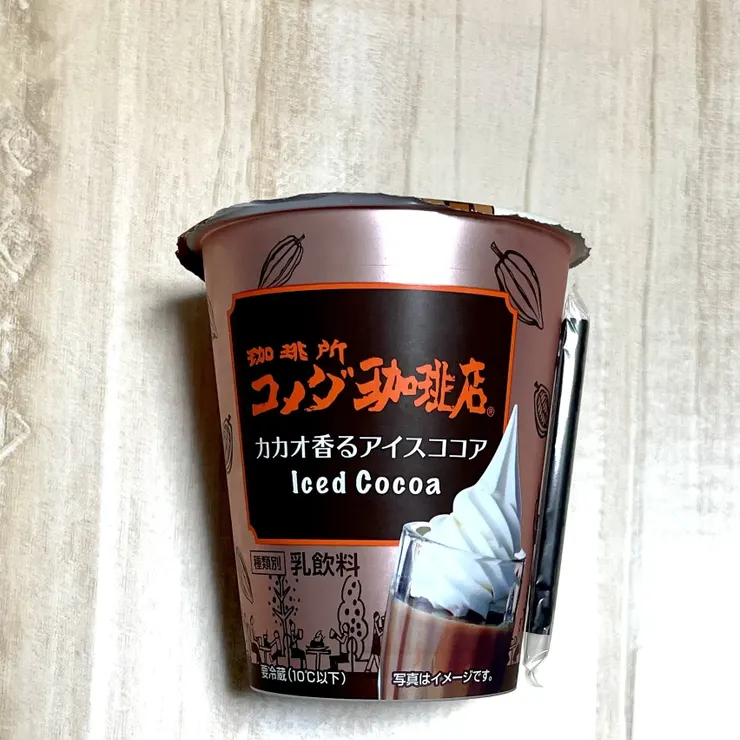 珈琲所
コメダ珈琲店®
カカオ香るアイスココア
Iced Cocoa
種類別 乳飲料
要冷蔵(10℃以下)
写真はイメージです。